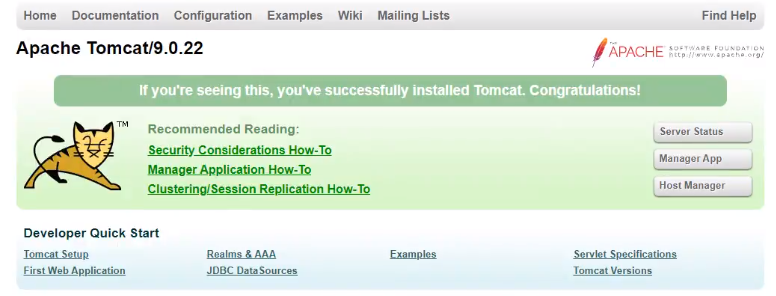 Home Documentation Configuration Examples Wiki Mailing Lists Find Help
Apache Tomcat/9.0.22
THE APACHE SOFTWARE FOUNDATION
http://www.apache.org/
If you're seeing this, you've successfully installed Tomcat. Congratulations!
TM
Recommended Reading:
Security Considerations How-To
Manager Application How-To
Clustering/Session Replication How-To
Server Status
Manager App
Host Manager
Developer Quick Start
Tomcat Setup Realms & AAA Examples Servlet Specifications
First Web Application JDBC DataSources Tomcat Versions